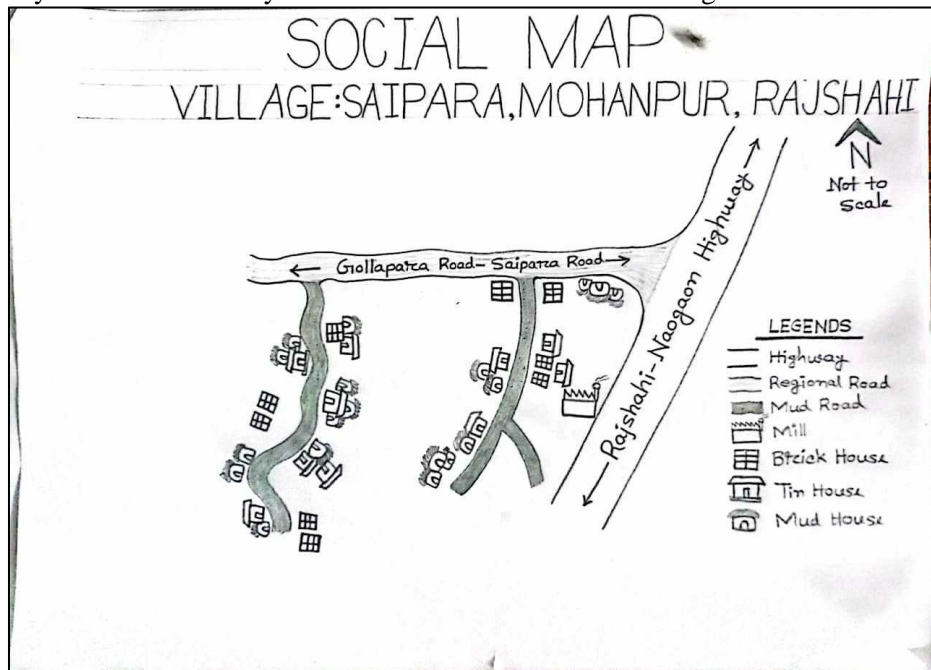 SOCIAL MAP
VILLAGE:SAIPARA,MOHANPUR, RAJSHAHI
N
Not to
Scale
Gollapara Road-Saipara Road
Rajshahi-Naogaon Highway
LEGENDS
Highway
Regional Road
Mud Road
Mill
Brick House
Tin House
Mud House